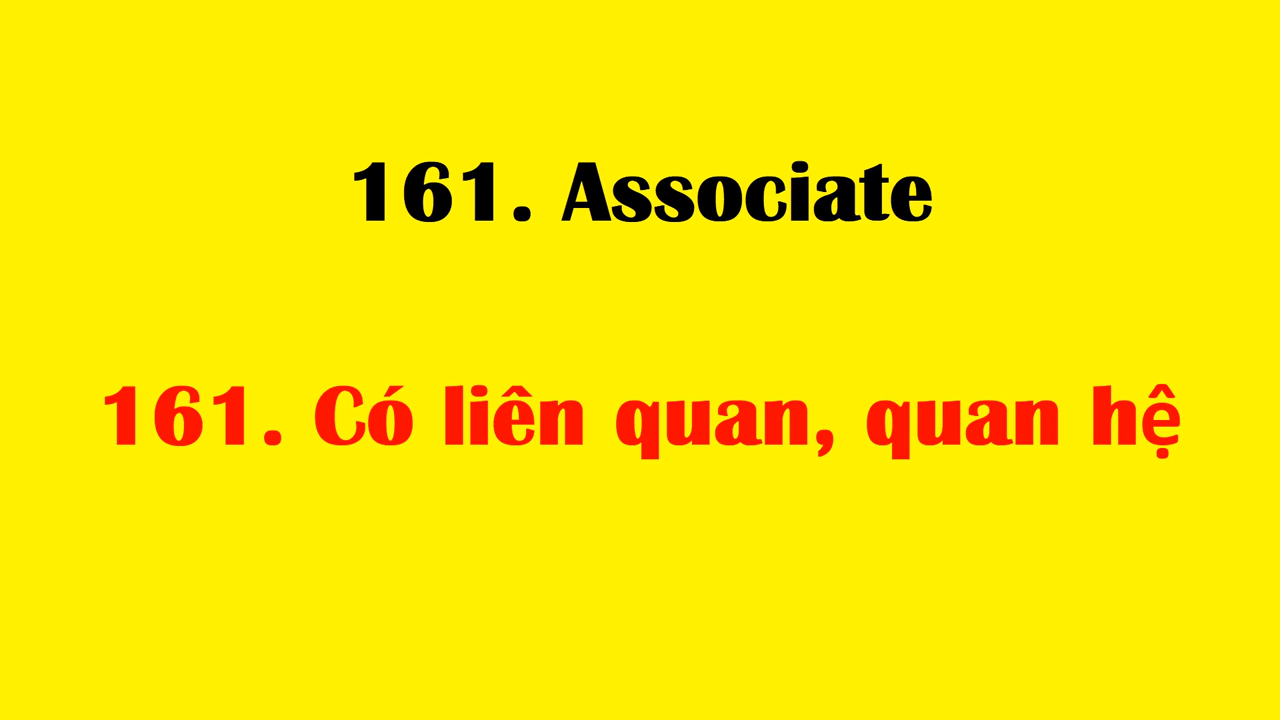 161. Associate
161. Có liên quan, quan hệ